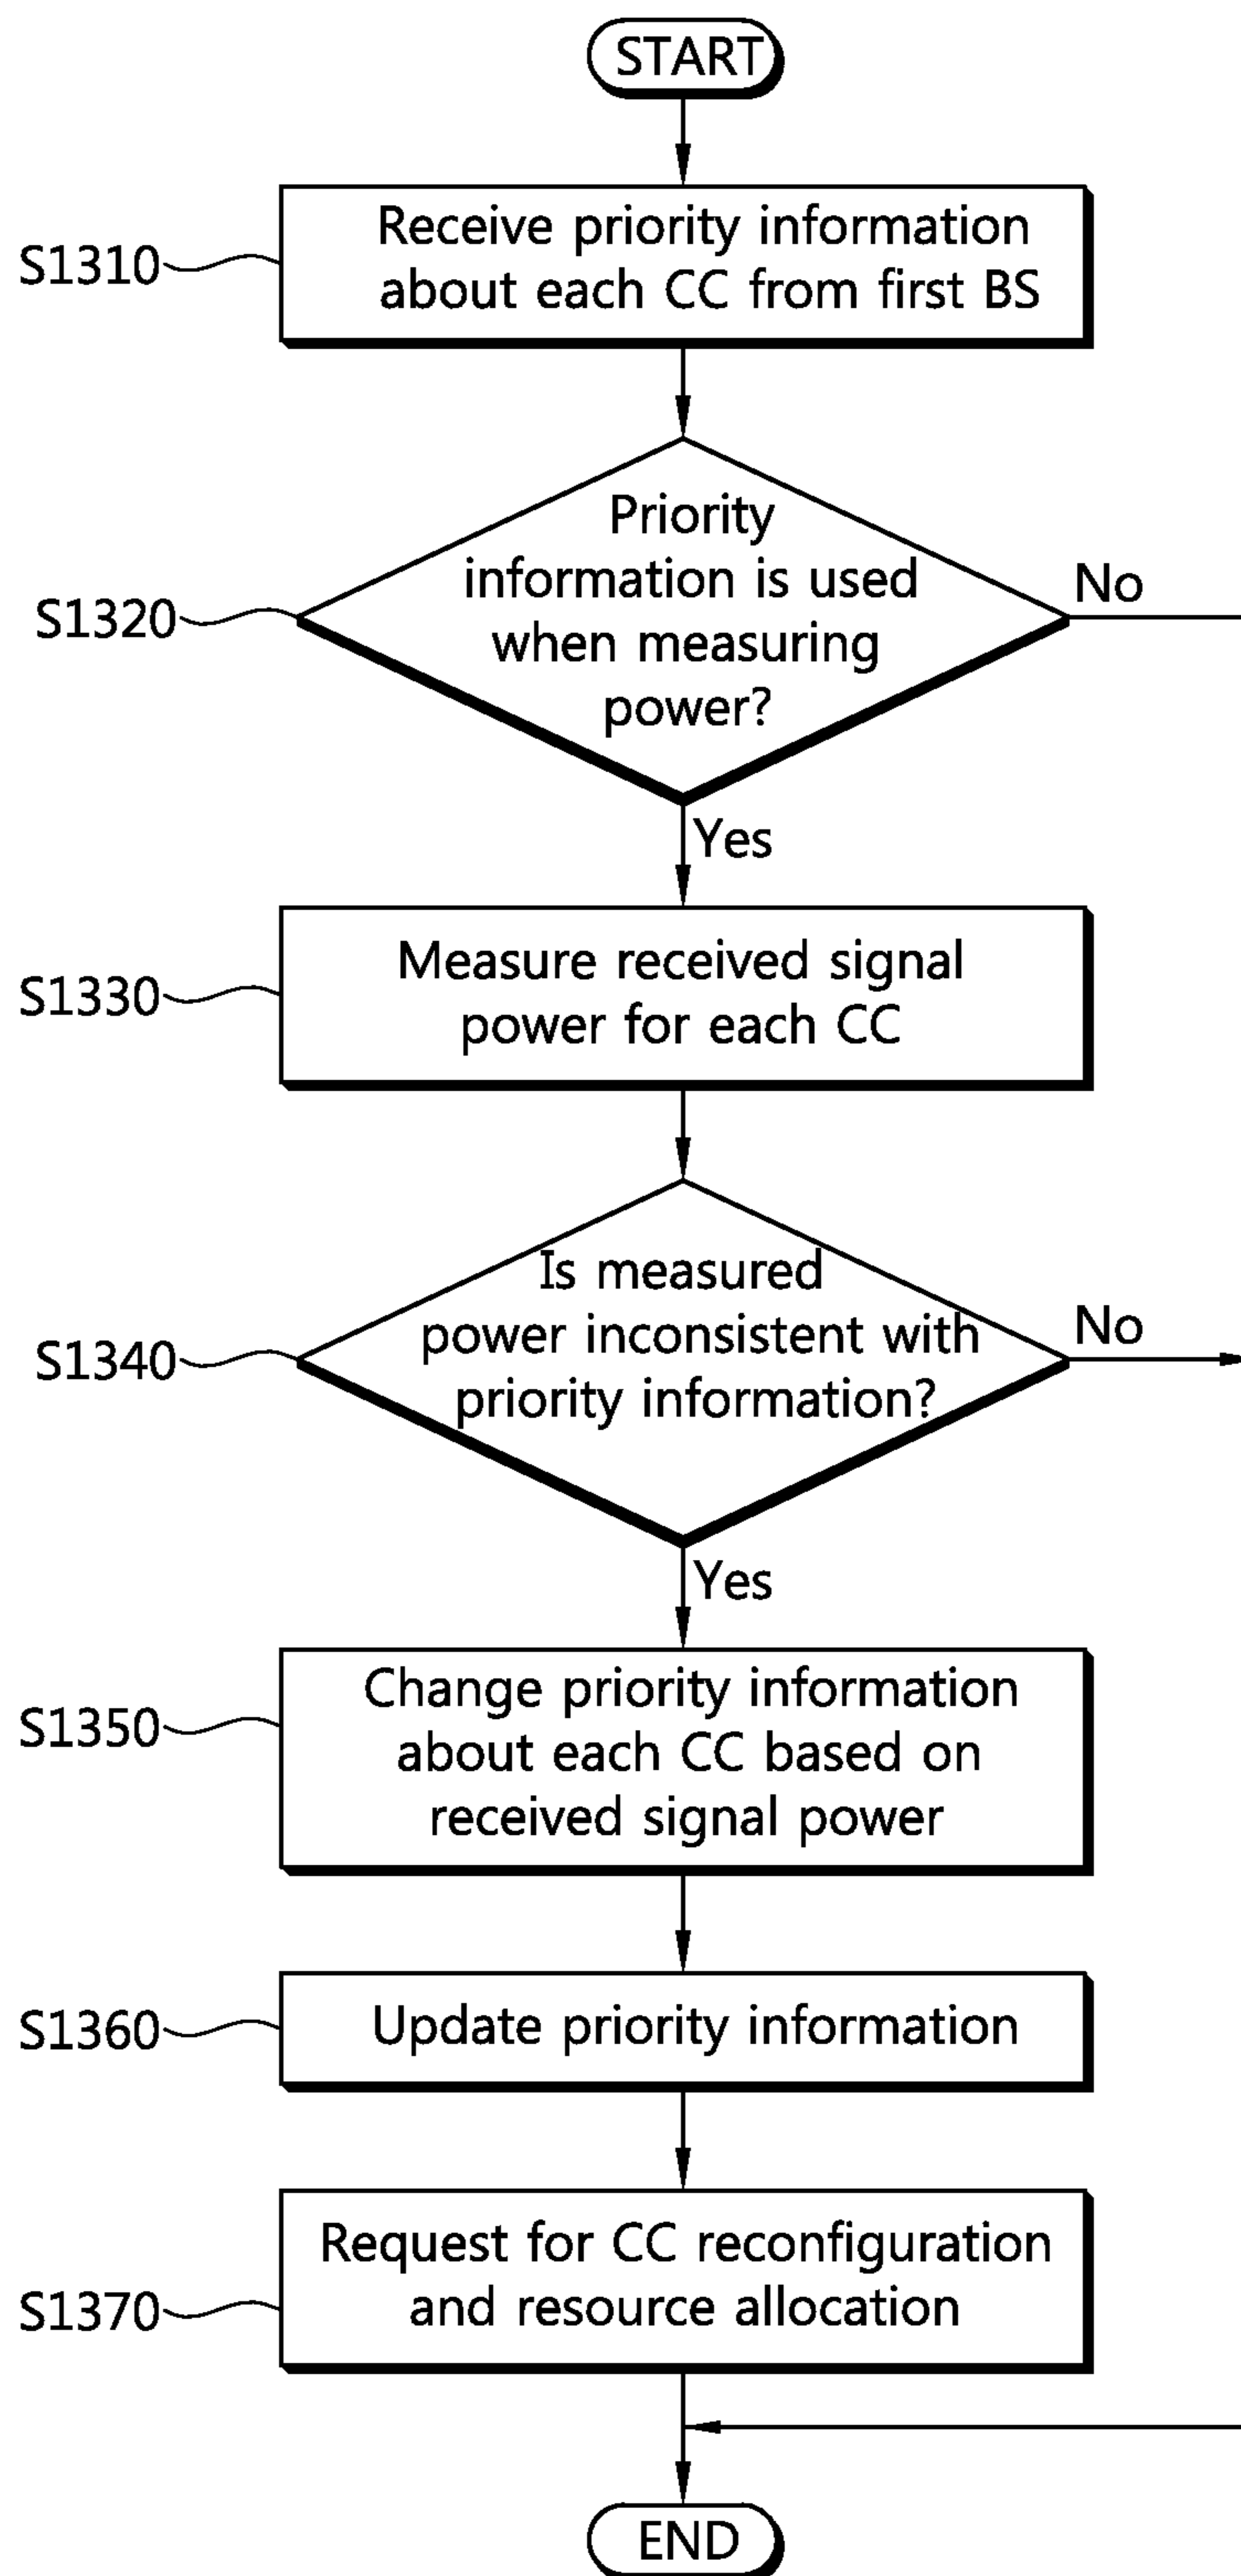 START
S1310
Receive priority information
about each CC from first BS
S1320
Priority
information is used
when measuring
power?
No
Yes
S1330
Measure received signal
power for each CC
S1340
Is measured
power inconsistent with
priority information?
No
Yes
S1350
Change priority information
about each CC based on
received signal power
S1360
Update priority information
S1370
Request for CC reconfiguration
and resource allocation
END